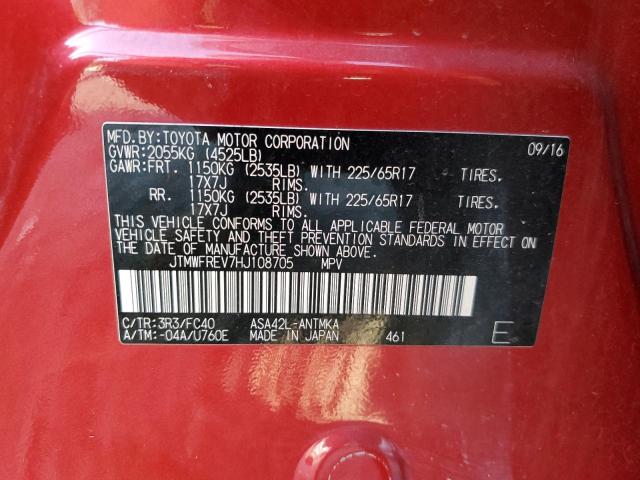 MFD.BY:TOYOTA MOTOR CORPORATION 09/16
GVWR:2055KG (4525LB)
GAWR:FRT. 1150KG (2535LB) WITH 225/65R17 TIRES.
17X7J RIMS.
RR. 1150KG (2535LB) WITH 225/65R17 TIRES.
17X7J RIMS.
THIS VEHICLE CONFORMS TO ALL APPLICABLE FEDERAL MOTOR
VEHICLE SAFETY AND THEFT PREVENTION STANDARDS IN EFFECT ON
THE DATE OF MANUFACTURE SHOWN ABOVE.
JTMWFREV7HJ108705 MPV
C/TR:3R3/FC40 ASA42L-ANTMKA
A/TM:-04A/U760E MADE IN JAPAN 461 E